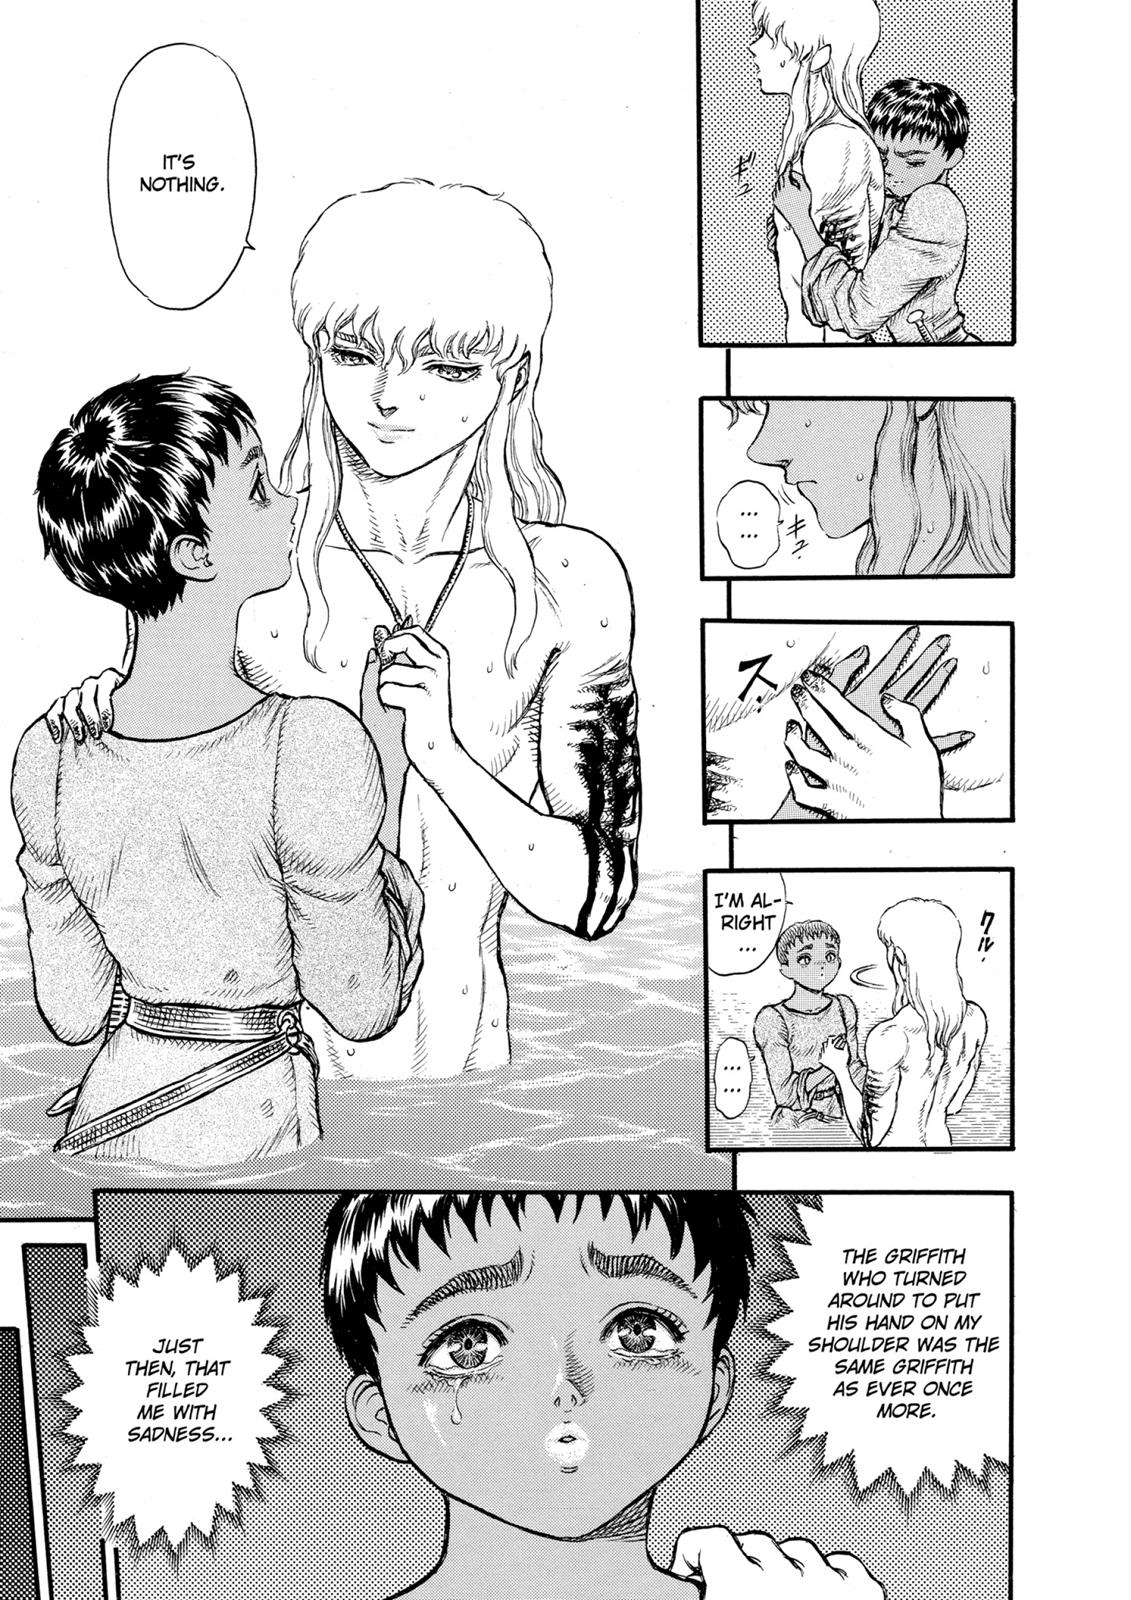 ギュ
...
...
キュ
ス.
I'M AL-
RIGHT
...
クル.
...
...
IT'S
NOTHING.
THE GRIFFITH
WHO TURNED
AROUND TO PUT
HIS HAND ON MY
SHOULDER WAS THE
SAME GRIFFITH
AS EVER ONCE
MORE.
JUST
THEN, THAT
FILLED
ME WITH
SADNESS...